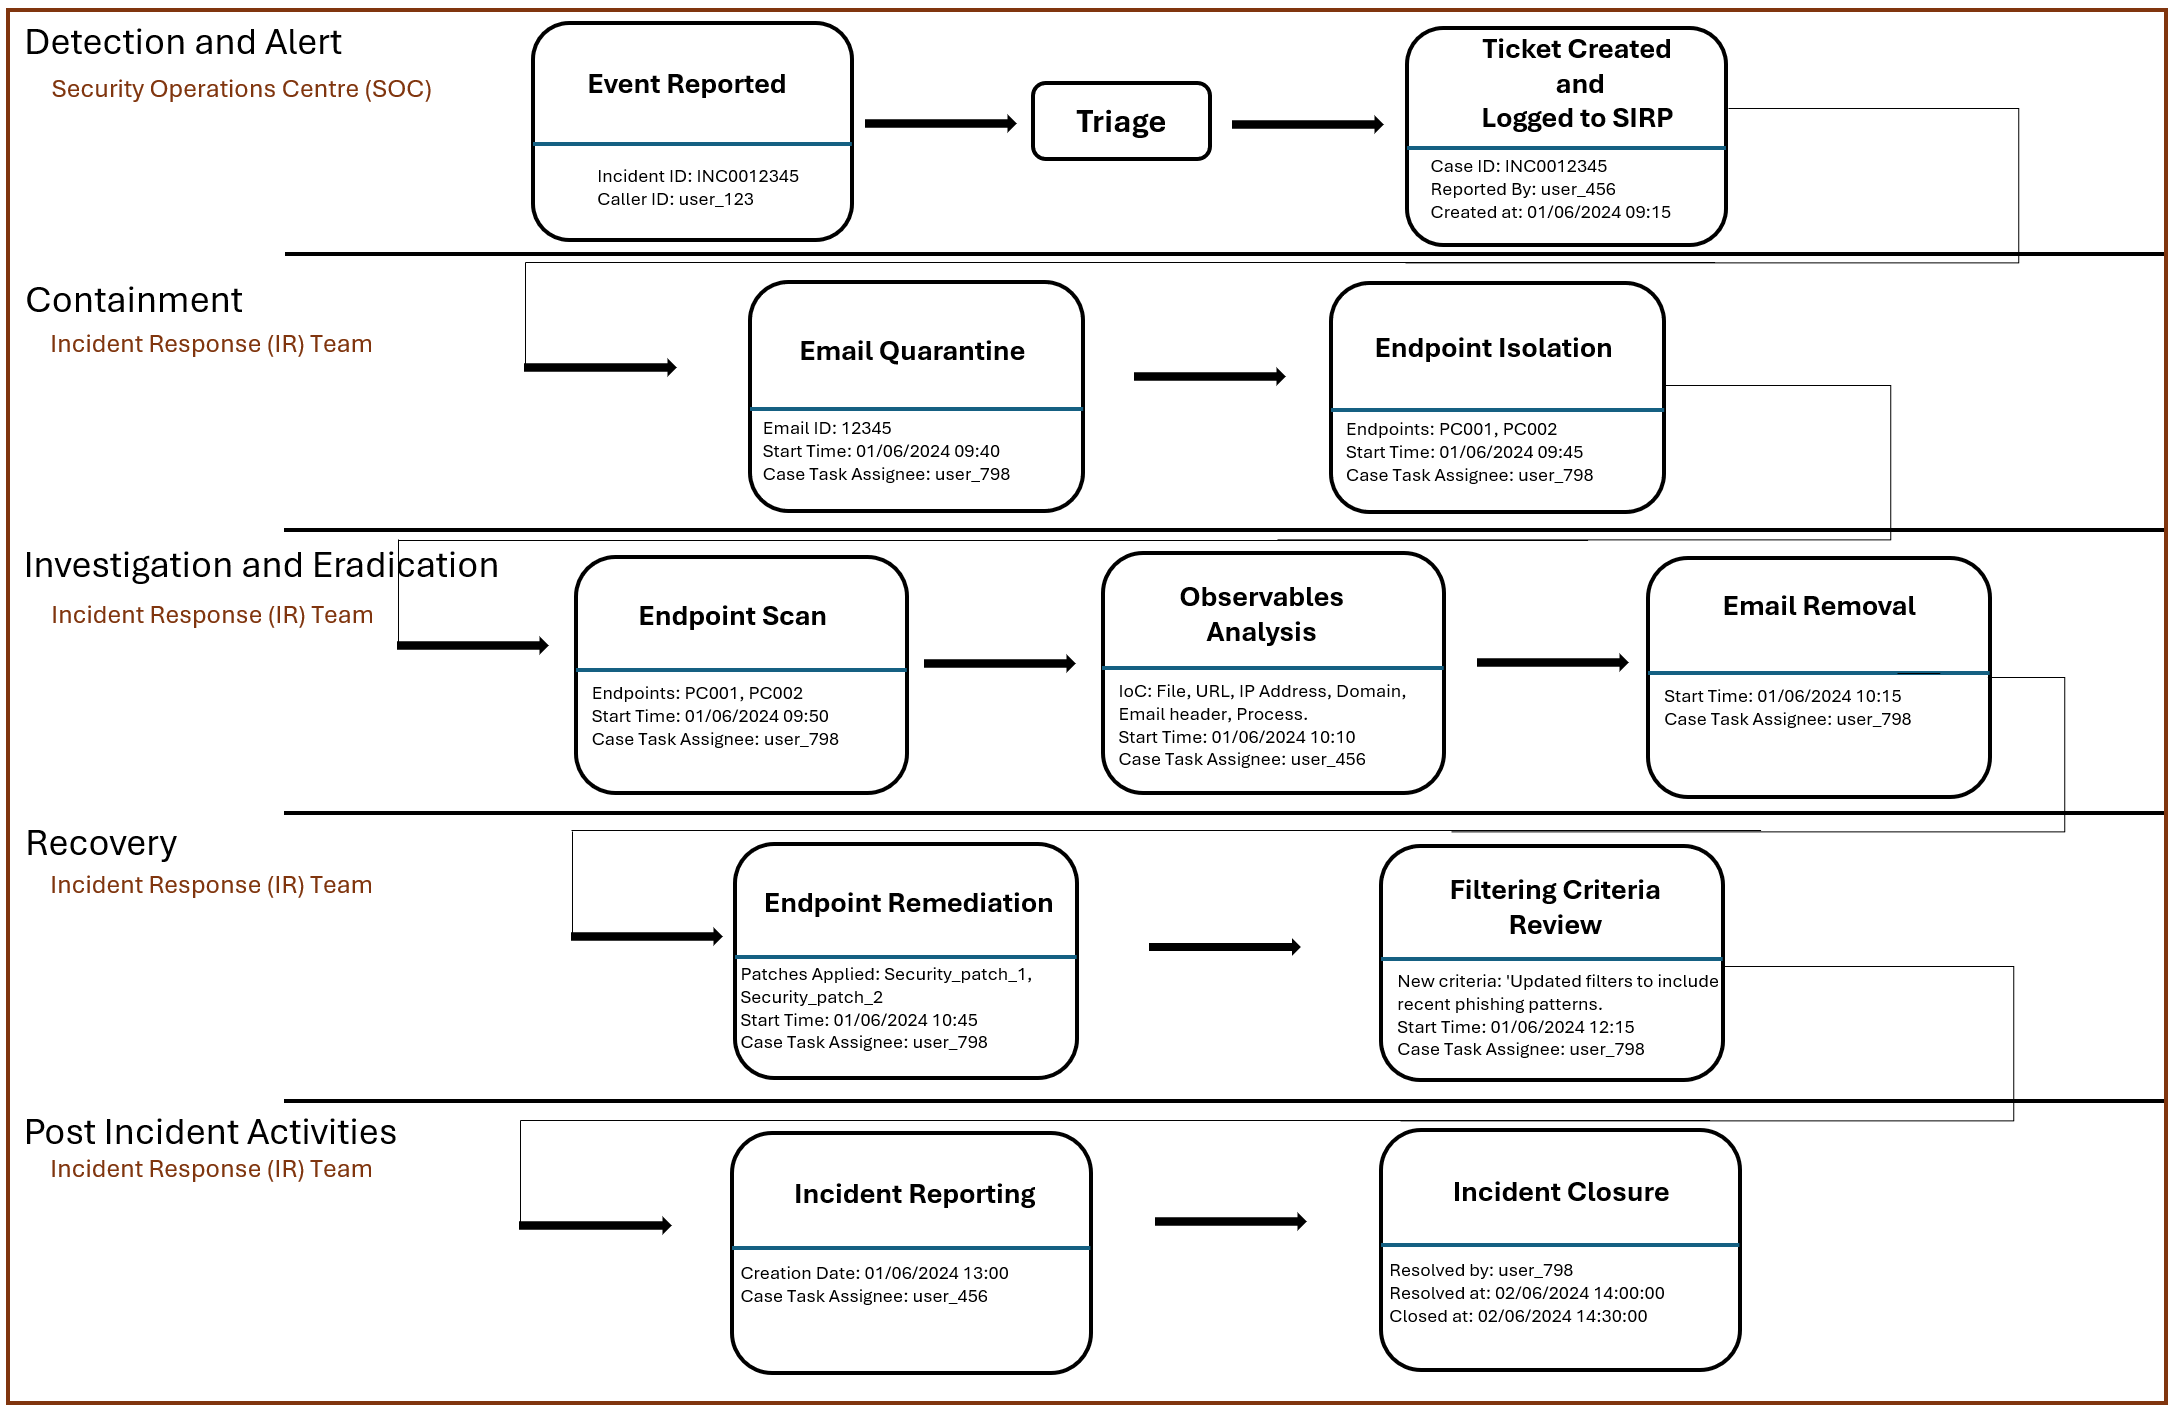 Detection and Alert
Security Operations Centre (SOC)
Event Reported
Incident ID: INC0012345
Caller ID: user_123
Triage
Ticket Created
and
Logged to SIRP
Case ID: INC0012345
Reported By: user_456
Created at: 01/06/2024 09:15
Containment
Incident Response (IR) Team
Email Quarantine
Email ID: 12345
Start Time: 01/06/2024 09:40
Case Task Assignee: user_798
Endpoint Isolation
Endpoints: PC001, PC002
Start Time: 01/06/2024 09:45
Case Task Assignee: user_798
Investigation and Eradication
Incident Response (IR) Team
Endpoint Scan
Endpoints: PC001, PC002
Start Time: 01/06/2024 09:50
Case Task Assignee: user_798
Observables
Analysis
IoC: File, URL, IP Address, Domain,
Email header, Process.
Start Time: 01/06/2024 10:10
Case Task Assignee: user_456
Email Removal
Start Time: 01/06/2024 10:15
Case Task Assignee: user_798
Recovery
Incident Response (IR) Team
Endpoint Remediation
Patches Applied: Security_patch_1,
Security_patch_2
Start Time: 01/06/2024 10:45
Case Task Assignee: user_798
Filtering Criteria
Review
New criteria: 'Updated filters to include
recent phishing patterns.
Start Time: 01/06/2024 12:15
Case Task Assignee: user_798
Post Incident Activities
Incident Response (IR) Team
Incident Reporting
Creation Date: 01/06/2024 13:00
Case Task Assignee: user_456
Incident Closure
Resolved by: user_798
Resolved at: 02/06/2024 14:00:00
Closed at: 02/06/2024 14:30:00